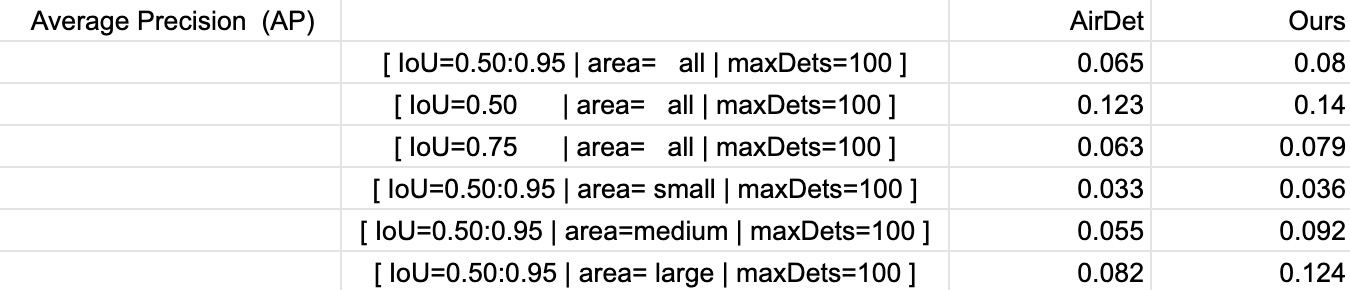 Average Precision (AP) AirDet Ours
[ IoU=0.50:0.95 | area= all | maxDets=100 ] 0.065 0.08
[ IoU=0.50 | area= all | maxDets=100 ] 0.123 0.14
[ IoU=0.75 | area= all | maxDets=100 ] 0.063 0.079
[ IoU=0.50:0.95 | area= small | maxDets=100 ] 0.033 0.036
[ IoU=0.50:0.95 | area=medium | maxDets=100 ] 0.055 0.092
[ IoU=0.50:0.95 | area= large | maxDets=100 ] 0.082 0.124